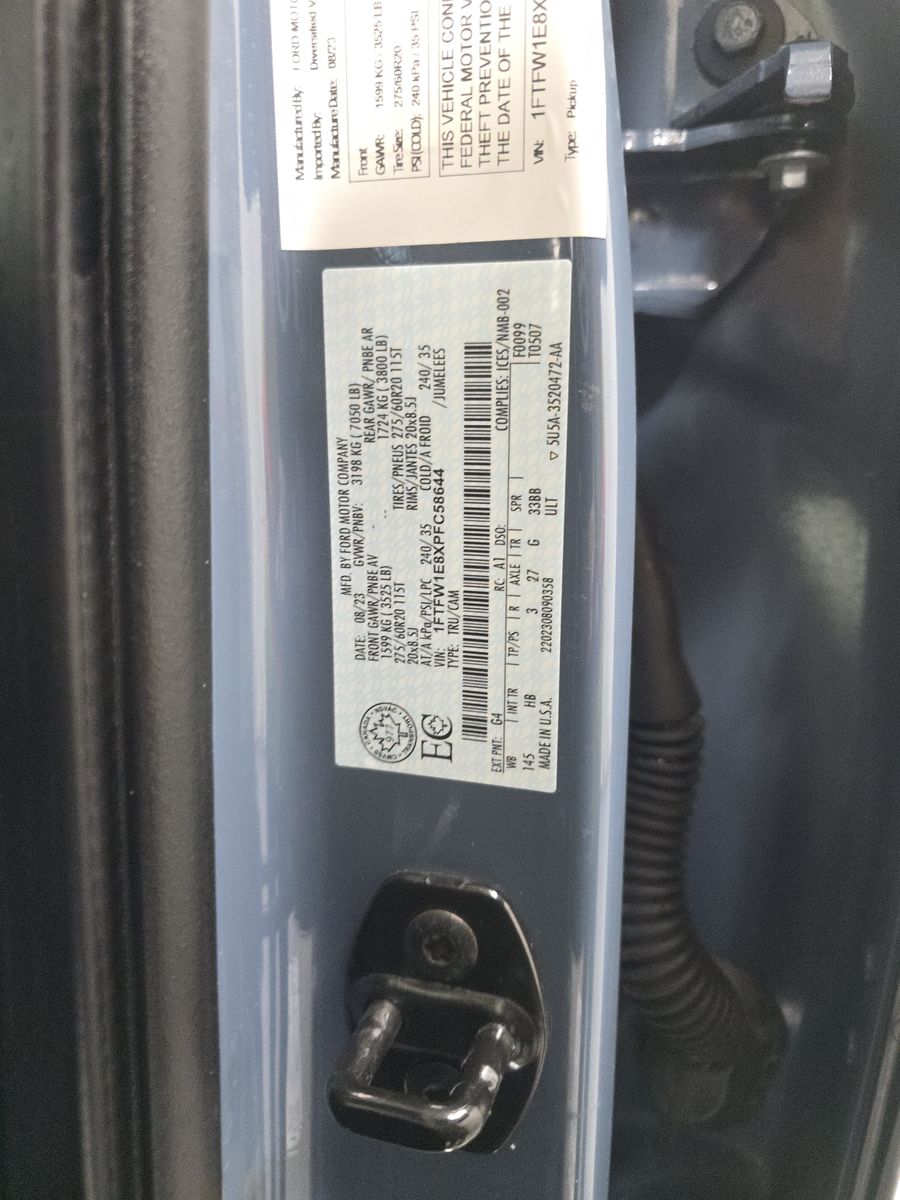 Manufactured By: FORD MOTO
Imported By: Diversified V
Manufacture Date: 08/23
Front
GAWR: 1599 KG / 3525 LB
Tire Size: 275/60R20
PSI (COLD): 240 kPa / 35 PSI
THIS VEHICLE CON
FEDERAL MOTOR V
THEFT PREVENTIO
THE DATE OF THE
VIN: 1FTFW1E8X
Type: Pickup
MFD. BY FORD MOTOR COMPANY
DATE: 08/23 GVWR/PNBV: 3198 KG ( 7050 LB)
FRONT GAWR/PNBE AV REAR GAWR/ PNBE AR
1599 KG ( 3525 LB) 1724 KG ( 3800 LB)
275/60R20 115T TIRES/PNEUS 275/60R20 115T
20x8.5J RIMS/JANTES 20x8.5J
AT/A kPa/PSI/LPC 240/ 35 COLD/A FROID 240/ 35
VIN: 1FTFW1E8XPFC58644 /JUMELEES
TYPE: TRU/CAM
CANADA
NSVAC
CMVSS
977
EC
COMPLIES: ICES/NMB-002
EXT PNT: G4 RC: A1 DSO: F0099
WB | INT TR | TP/PS | R | AXLE | TR | SPR | T0507
145 HB 3 27 G 33BB
ULT
MADE IN U.S.A. 2202308090358 ▽ 5U5A-3520472-AA